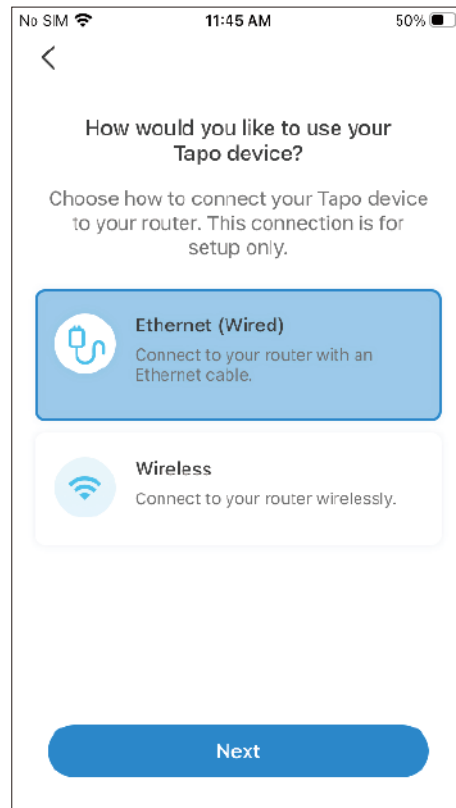 No SIM 11:45 AM 50%
How would you like to use your
Tapo device?
Choose how to connect your Tapo device
to your router. This connection is for
setup only.
Ethernet (Wired)
Connect to your router with an
Ethernet cable.
Wireless
Connect to your router wirelessly.
Next